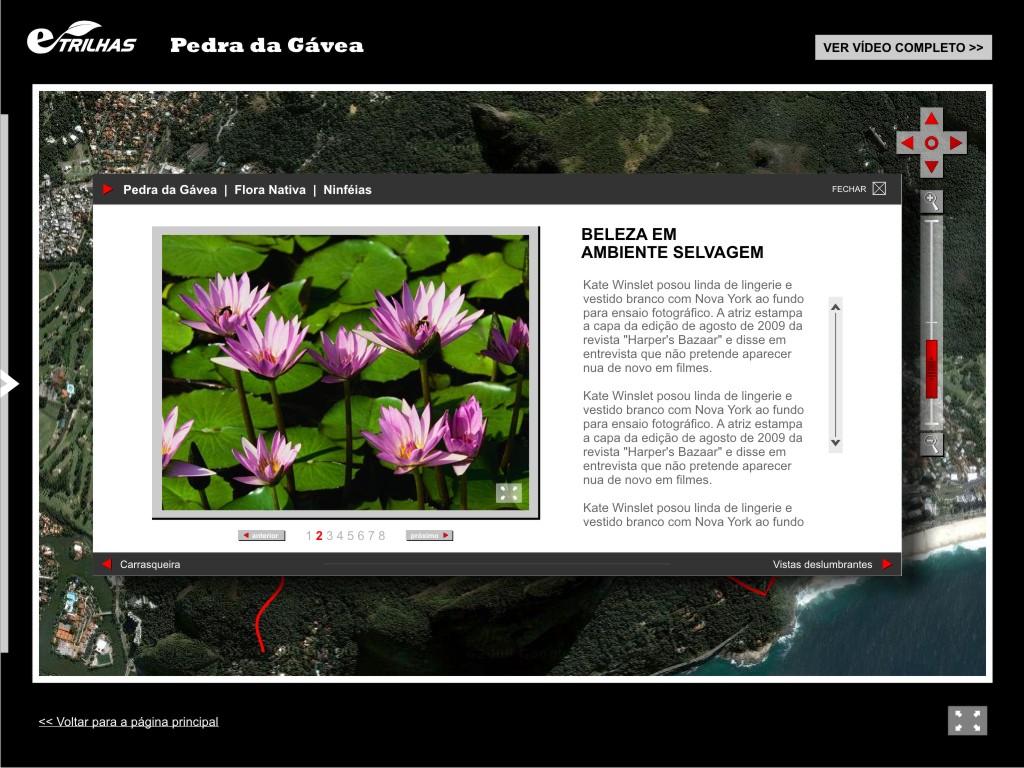 eTRILHAS
Pedra da Gávea
VER VÍDEO COMPLETO >>
Pedra da Gávea | Flora Nativa | Ninféias
FECHAR
BELEZA EM
AMBIENTE SELVAGEM
Kate Winslet posou linda de lingerie e
vestido branco com Nova York ao fundo
para ensaio fotográfico. A atriz estampa
a capa da edição de agosto de 2009 da
revista "Harper's Bazaar" e disse em
entrevista que não pretende aparecer
nua de novo em filmes.
Kate Winslet posou linda de lingerie e
vestido branco com Nova York ao fundo
para ensaio fotográfico. A atriz estampa
a capa da edição de agosto de 2009 da
revista "Harper's Bazaar" e disse em
entrevista que não pretende aparecer
nua de novo em filmes.
Kate Winslet posou linda de lingerie e
vestido branco com Nova York ao fundo
anterior 1 2 3 4 5 6 7 8 próximo
Carrasqueira
Vistas deslumbrantes
<< Voltar para a página principal